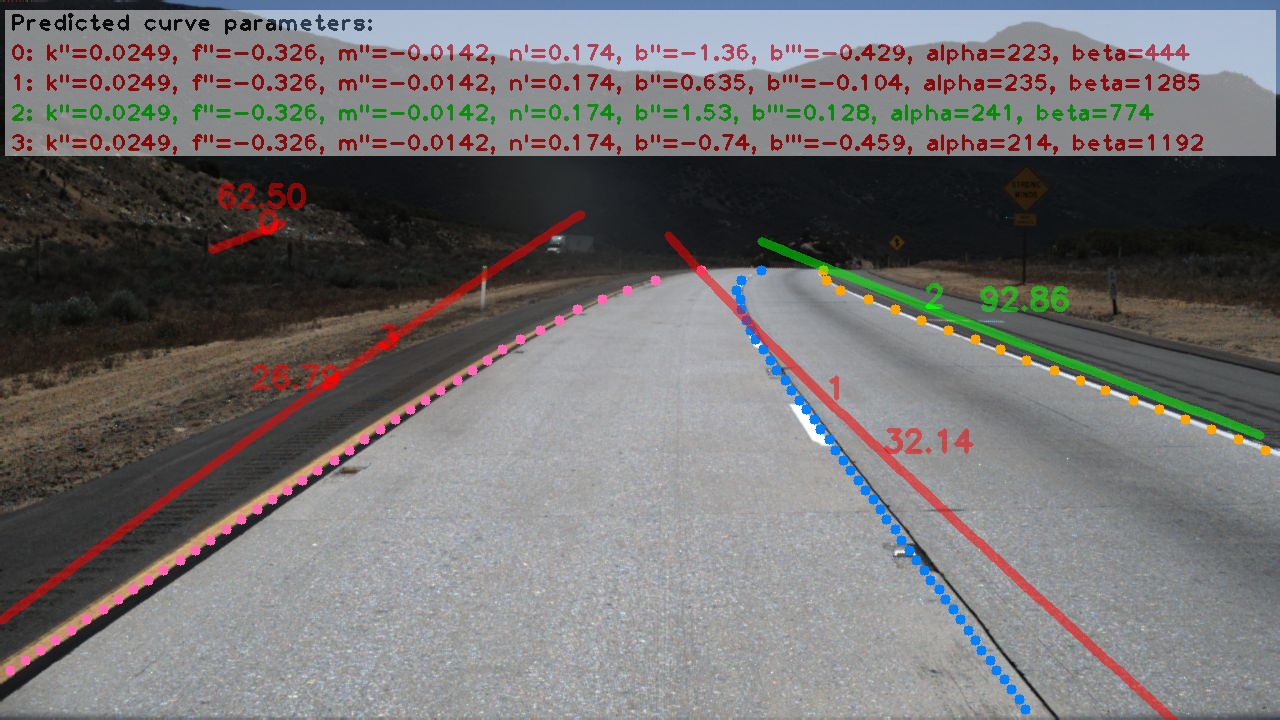 Predicted curve parameters:
0: k''=0.0249, f''=-0.326, m''=-0.0142, n'=0.174, b''=-1.36, b'''=-0.429, alpha=223, beta=444
1: k''=0.0249, f''=-0.326, m''=-0.0142, n'=0.174, b''=0.635, b'''=-0.104, alpha=235, beta=1285
2: k''=0.0249, f''=-0.326, m''=-0.0142, n'=0.174, b''=1.53, b'''=0.128, alpha=241, beta=774
3: k''=0.0249, f''=-0.326, m''=-0.0142, n'=0.174, b''=-0.74, b'''=-0.459, alpha=214, beta=1192
STRONG
WINDS
62.50
0
2 92.86
3
26.79
1
32.14